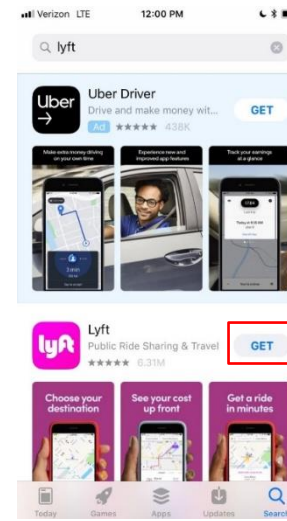 Verizon LTE 12:00 PM
lyft
Uber Driver
Uber
Drive and make money wit...
GET
Ad ★★★★★ 438K
Make extra money driving
on your own time
Experience new and
improved app features
Track your earnings
at a glance
Lyft
lyft
Public Ride Sharing & Travel
GET
★★★★★ 6.31M
Choose your
destination
See your cost
up front
Get a ride
in minutes
Today Games Apps Updates Search